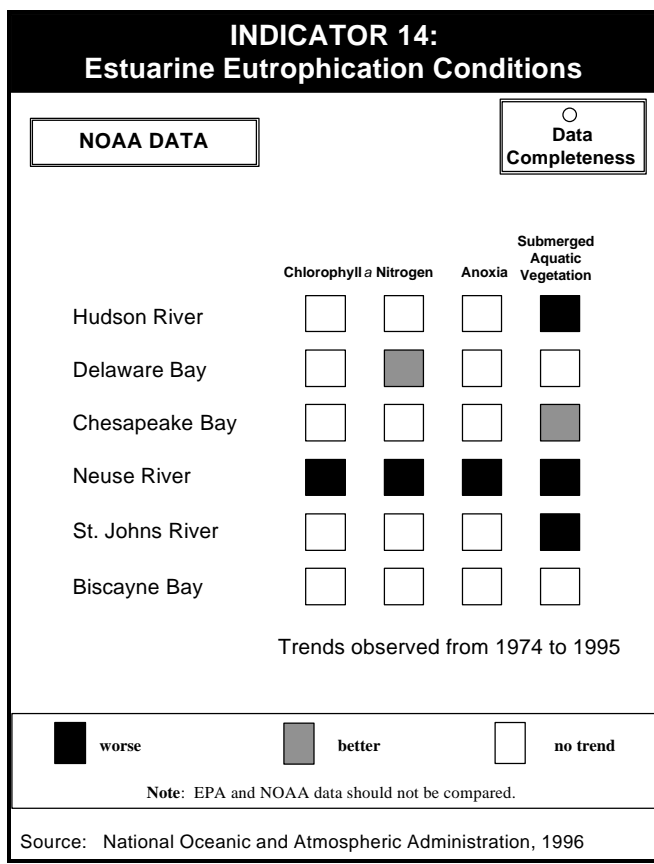 INDICATOR 14:
Estuarine Eutrophication Conditions
NOAA DATA
Data
Completeness
Submerged
Aquatic
Vegetation
Chlorophyll a Nitrogen Anoxia
Hudson River
Delaware Bay
Chesapeake Bay
Neuse River
St. Johns River
Biscayne Bay
Trends observed from 1974 to 1995
worse better no trend
Note: EPA and NOAA data should not be compared.
Source: National Oceanic and Atmospheric Administration, 1996